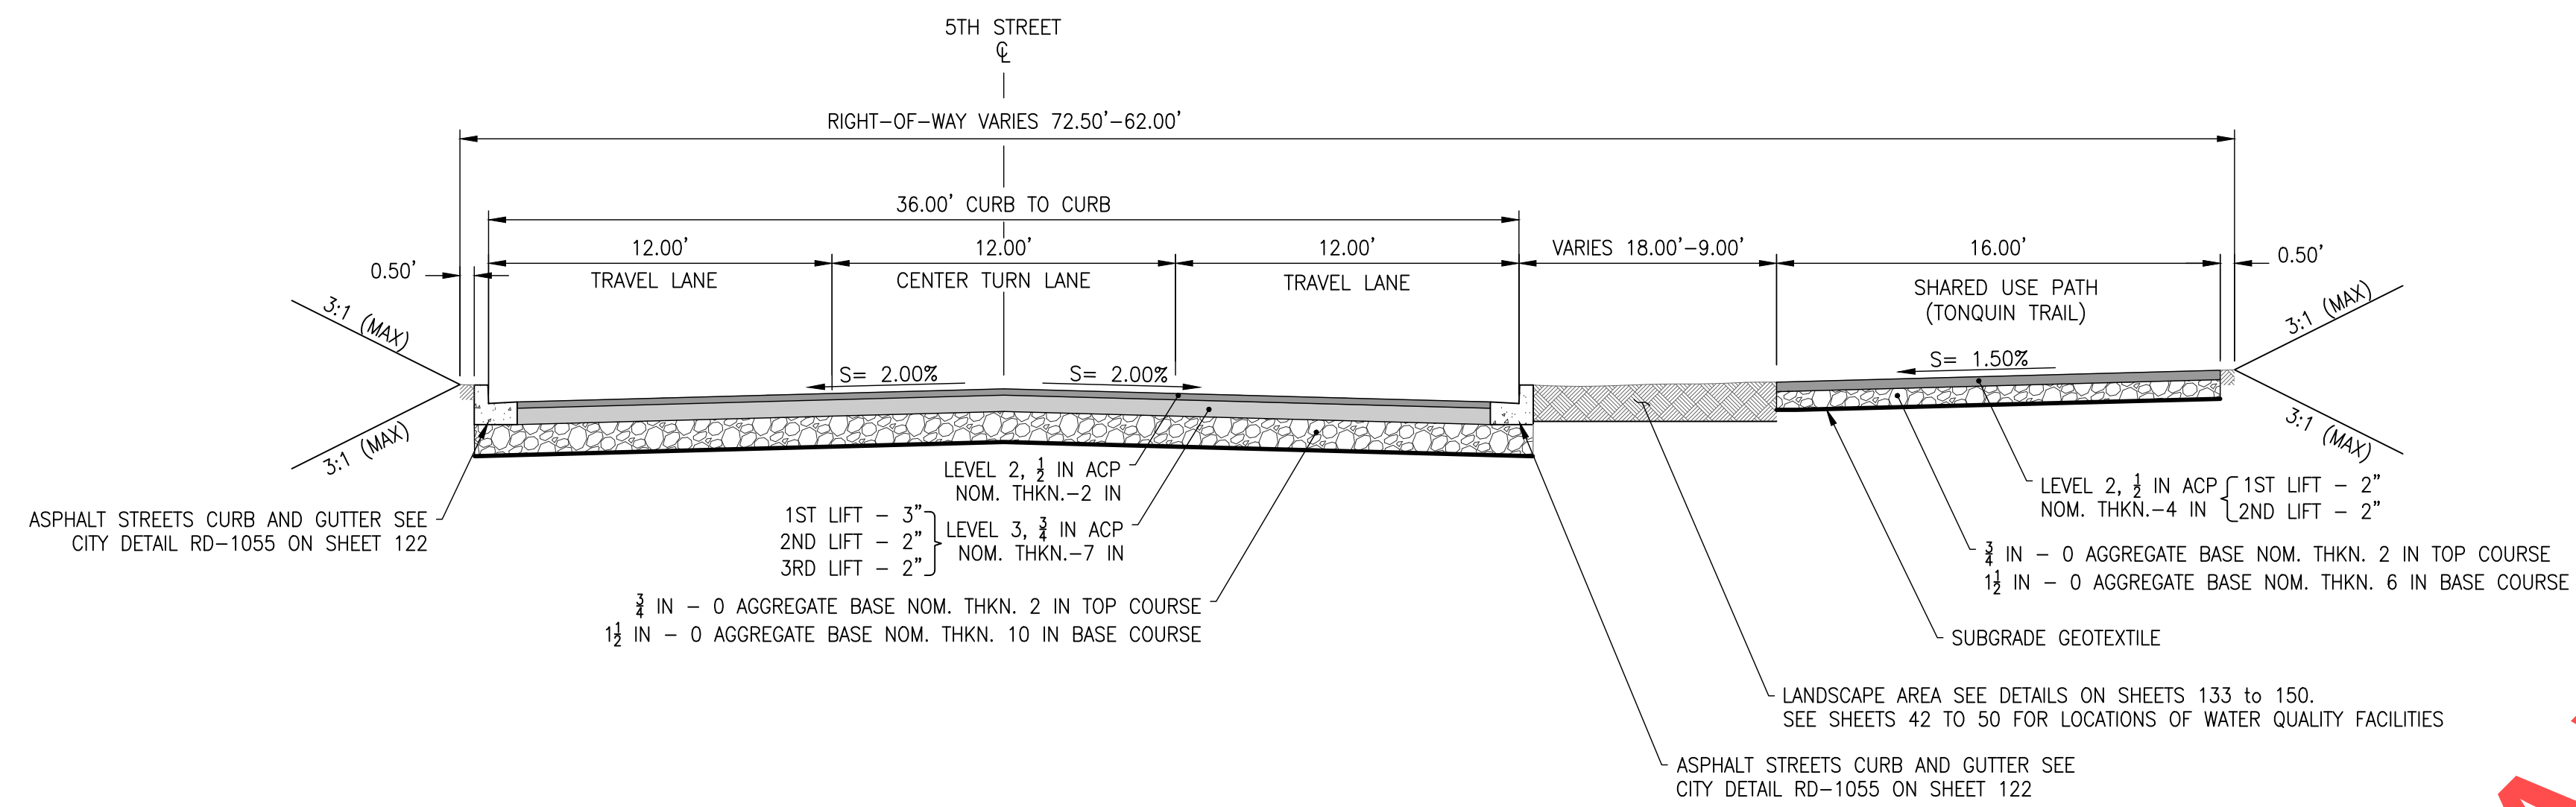 5TH STREET
℄
RIGHT-OF-WAY VARIES 72.50'-62.00'
36.00' CURB TO CURB
12.00'
12.00'
12.00'
VARIES 18.00'-9.00'
16.00'
0.50'
0.50'
TRAVEL LANE
CENTER TURN LANE
TRAVEL LANE
SHARED USE PATH
(TONQUIN TRAIL)
3:1 (MAX)
3:1 (MAX)
S= 2.00%
S= 2.00%
S= 1.50%
3:1 (MAX)
3:1 (MAX)
ASPHALT STREETS CURB AND GUTTER SEE
CITY DETAIL RD-1055 ON SHEET 122
LEVEL 2, 1/2 IN ACP
NOM. THKN.-2 IN
1ST LIFT - 3"
2ND LIFT - 2"
3RD LIFT - 2"
LEVEL 3, 3/4 IN ACP
NOM. THKN.-7 IN
3/4 IN - 0 AGGREGATE BASE NOM. THKN. 2 IN TOP COURSE
1 1/2 IN - 0 AGGREGATE BASE NOM. THKN. 10 IN BASE COURSE
LEVEL 2, 1/2 IN ACP
NOM. THKN.-4 IN
1ST LIFT - 2"
2ND LIFT - 2"
3/4 IN - 0 AGGREGATE BASE NOM. THKN. 2 IN TOP COURSE
1 1/2 IN - 0 AGGREGATE BASE NOM. THKN. 6 IN BASE COURSE
SUBGRADE GEOTEXTILE
LANDSCAPE AREA SEE DETAILS ON SHEETS 133 to 150.
SEE SHEETS 42 TO 50 FOR LOCATIONS OF WATER QUALITY FACILITIES
ASPHALT STREETS CURB AND GUTTER SEE
CITY DETAIL RD-1055 ON SHEET 122